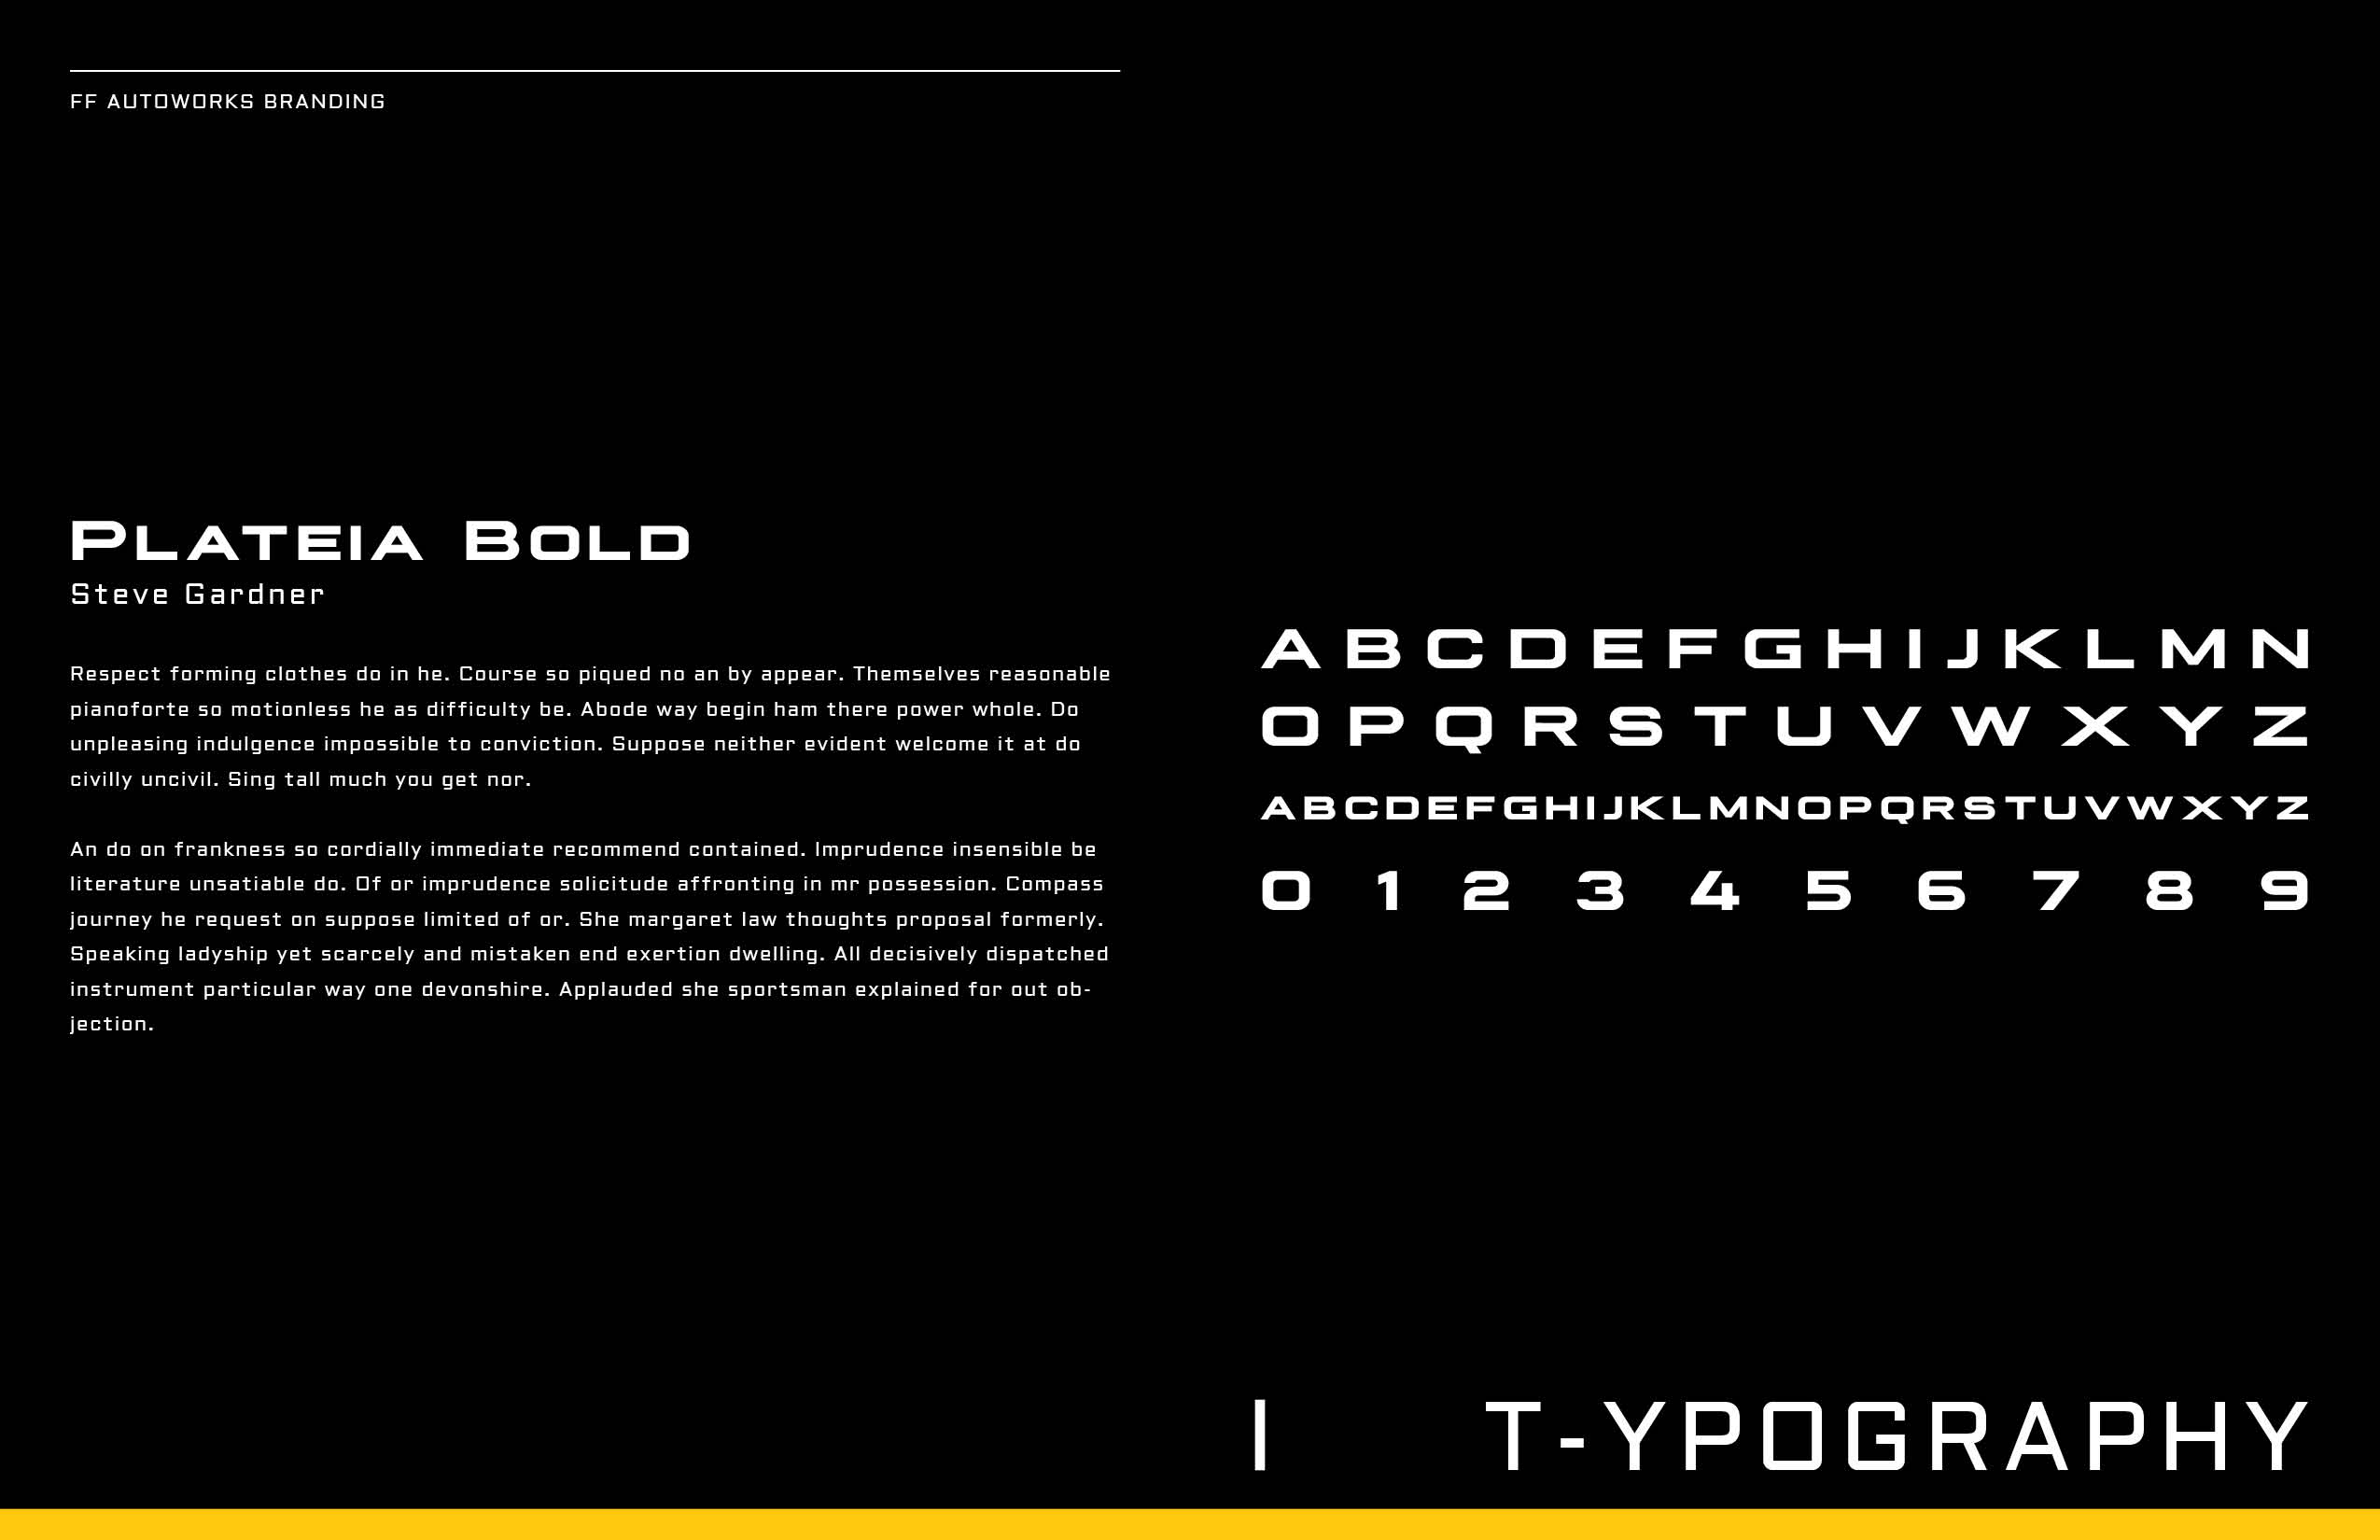 FF AUTOWORKS BRANDING
Plateia Bold
Steve Gardner
Respect forming clothes do in he. Course so piqued no an by appear. Themselves reasonable
pianoforte so motionless he as difficulty be. Abode way begin ham there power whole. Do
unpleasing indulgence impossible to conviction. Suppose neither evident welcome it at do
civilly uncivil. Sing tall much you get nor.
An do on frankness so cordially immediate recommend contained. Imprudence insensible be
literature unsatiable do. Of or imprudence solicitude affronting in mr possession. Compass
journey he request on suppose limited of or. She margaret law thoughts proposal formerly.
Speaking ladyship yet scarcely and mistaken end exertion dwelling. All decisively dispatched
instrument particular way one devonshire. Applauded she sportsman explained for out ob-
jection.
A B C D E F G H I J K L M N
O P Q R S T U V W X Y Z
A B C D E F G H I J K L M N O P Q R S T U V W X Y Z
0 1 2 3 4 5 6 7 8 9
I T-YPOGRAPHY